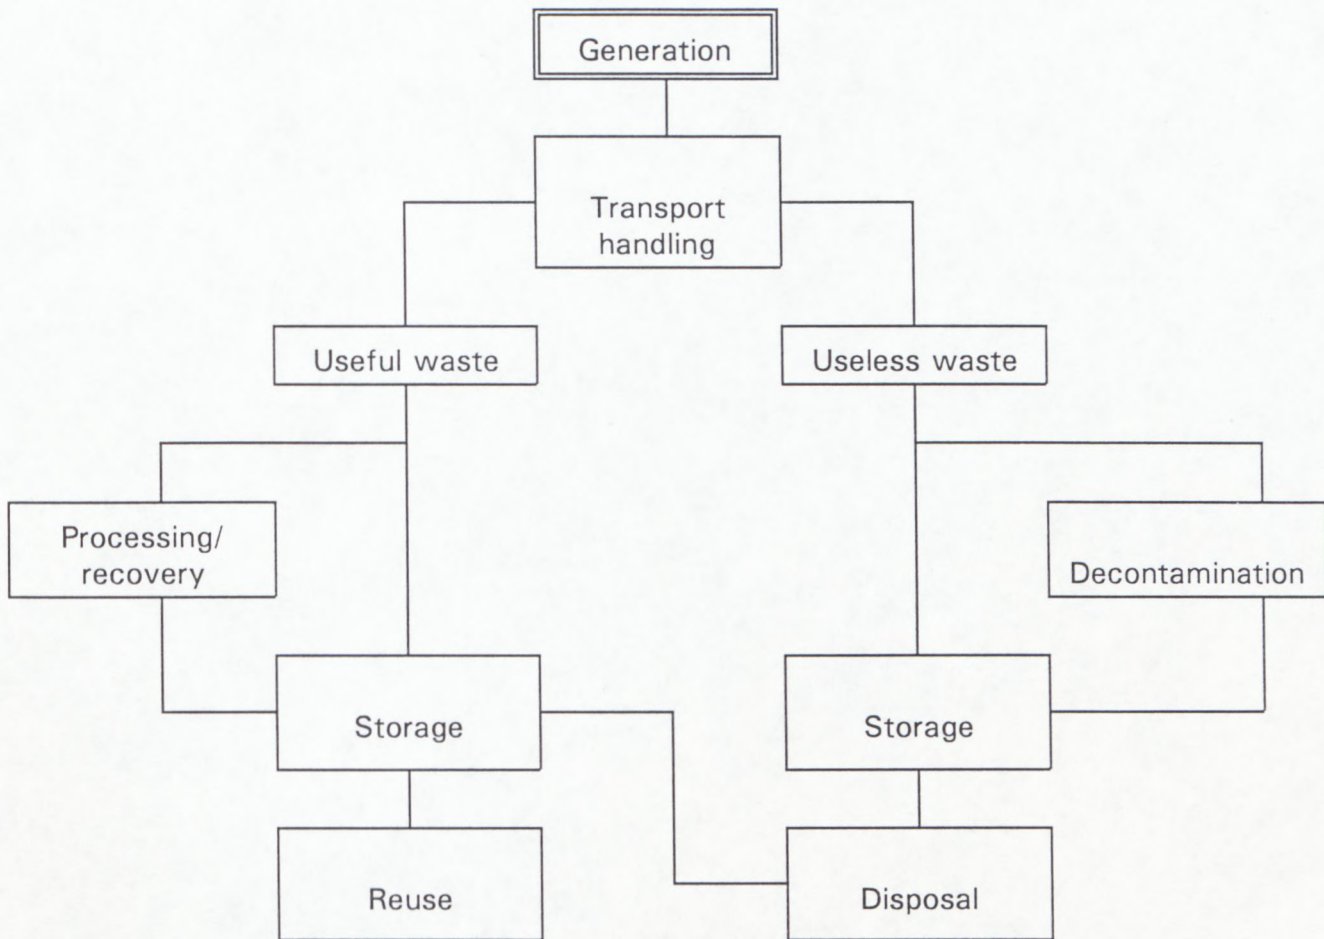 Generation
Transport
handling
Useful waste
Useless waste
Processing/
recovery
Decontamination
Storage
Storage
Reuse
Disposal